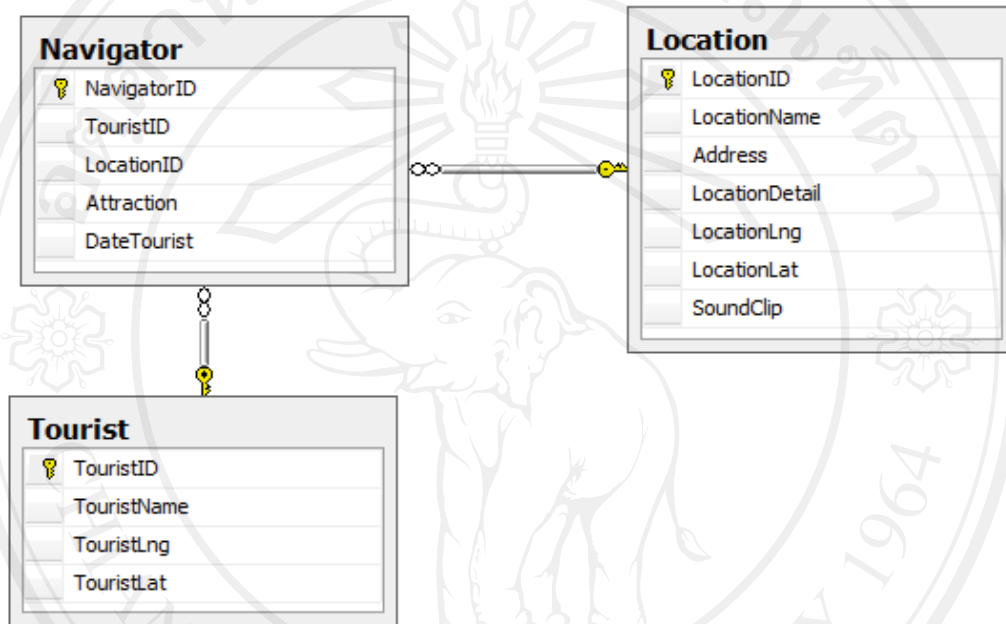 Navigator
NavigatorID
TouristID
LocationID
Attraction
DateTourist
Location
LocationID
LocationName
Address
LocationDetail
LocationLng
LocationLat
SoundClip
Tourist
TouristID
TouristName
TouristLng
TouristLat
1964